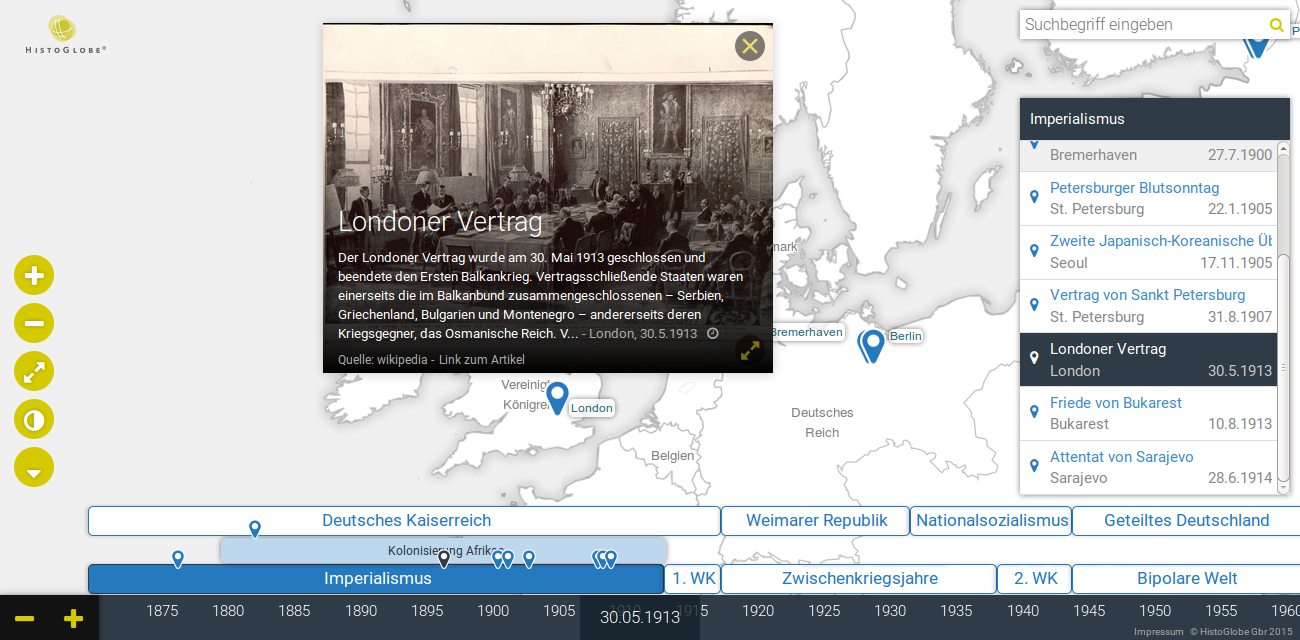 HISTOGLOBE®
Suchbegriff eingeben
Londoner Vertrag
Der Londoner Vertrag wurde am 30. Mai 1913 geschlossen und
beendete den Ersten Balkankrieg. Vertragsschließende Staaten waren
einerseits die im Balkanbund zusammengeschlossenen – Serbien,
Griechenland, Bulgarien und Montenegro – andererseits deren
Kriegsgegner, das Osmanische Reich. V... - London, 30.5.1913
Quelle: wikipedia - Link zum Artikel
Imperialismus
Bremerhaven 27.7.1900
Petersburger Blutsonntag
St. Petersburg 22.1.1905
Zweite Japanisch-Koreanische Üb
Seoul 17.11.1905
Vertrag von Sankt Petersburg
St. Petersburg 31.8.1907
Londoner Vertrag
London 30.5.1913
Friede von Bukarest
Bukarest 10.8.1913
Attentat von Sarajevo
Sarajevo 28.6.1914
mark
Bremerhaven
Berlin
Vereinig
Königre
London
Deutsches
Reich
Belgien
Deutsches Kaiserreich Weimarer Republik Nationalsozialismus Geteiltes Deutschland
Kolonisierung Afrikas
Imperialismus 1. WK Zwischenkriegsjahre 2. WK Bipolare Welt
1875 1880 1885 1890 1895 1900 1905 1910 1915 1920 1925 1930 1935 1940 1945 1950 1955 1960
30.05.1913
Impressum © HistoGlobe Gbr 2015